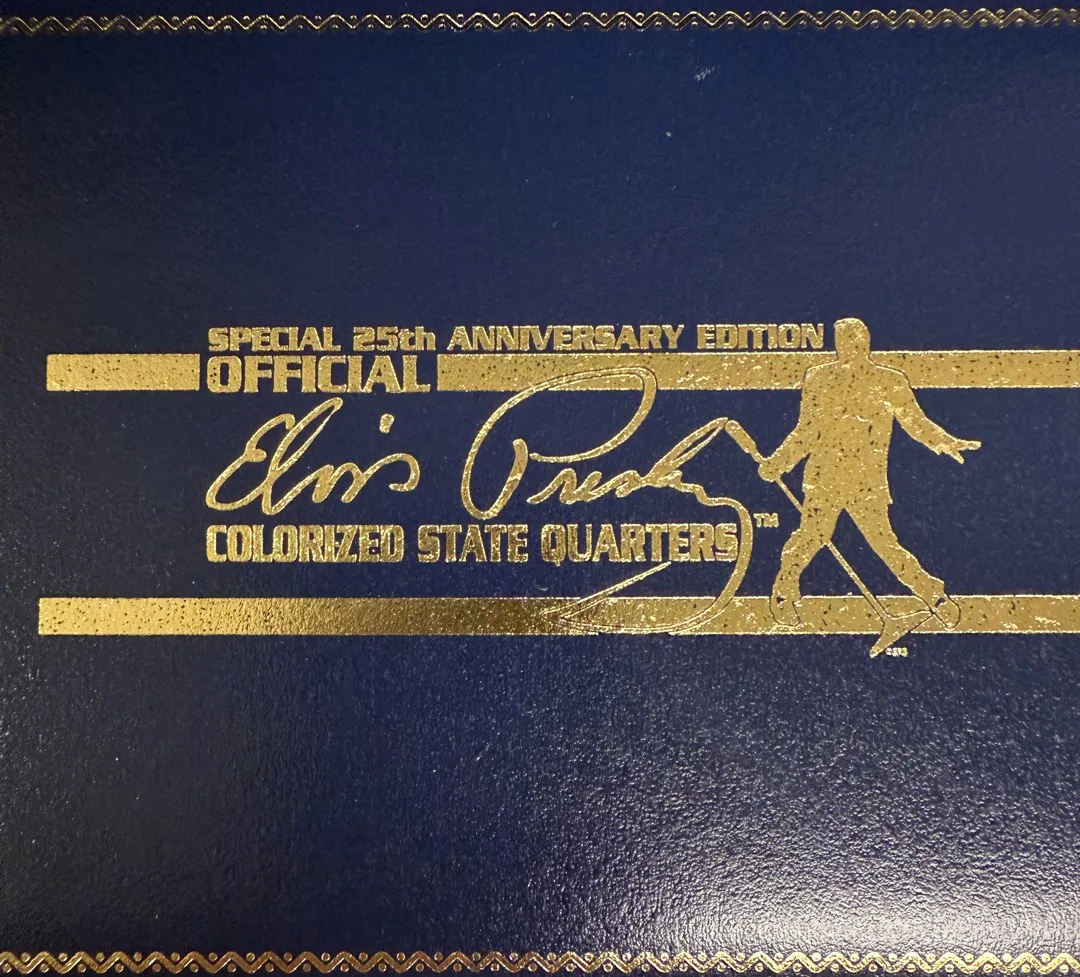 SPECIAL 25th ANNIVERSARY EDITION
OFFICIAL
Elvis Presley
COLORIZED STATE QUARTERS™